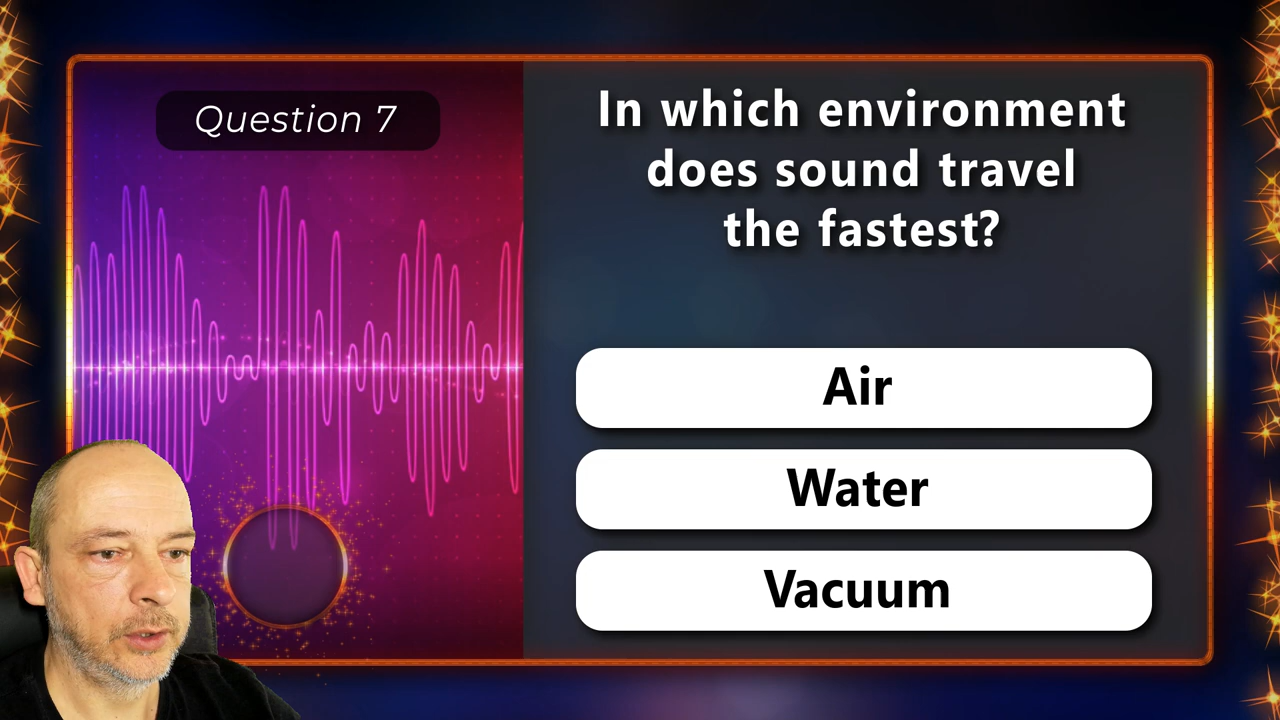 Question 7
In which environment
does sound travel
the fastest?
Air
Water
Vacuum